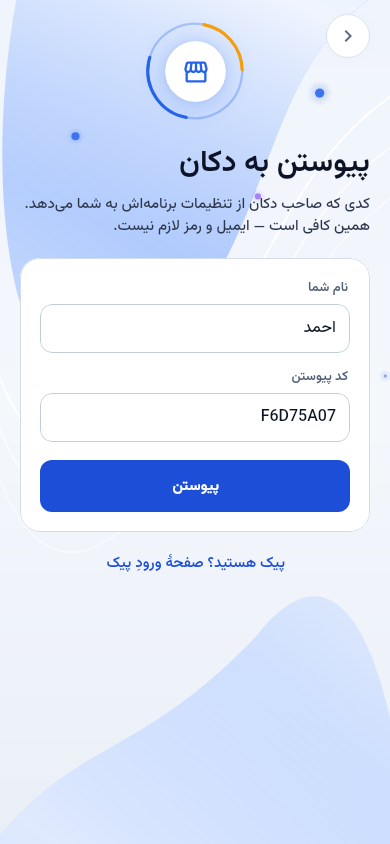 پیوستن به دکان
کدی که صاحب دکان از تنظیمات برنامه‌اش به شما می‌دهد.
همین کافی است — ایمیل و رمز لازم نیست.
نام شما
احمد
کد پیوستن
F6D75A07
پیوستن
پیک هستید؟ صفحهٔ ورودِ پیک